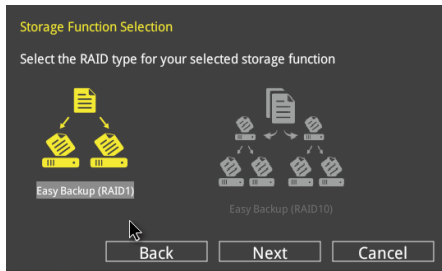 Storage Function Selection
Select the RAID type for your selected storage function
Easy Backup (RAID1)
Easy Backup (RAID10)
Back
Next
Cancel